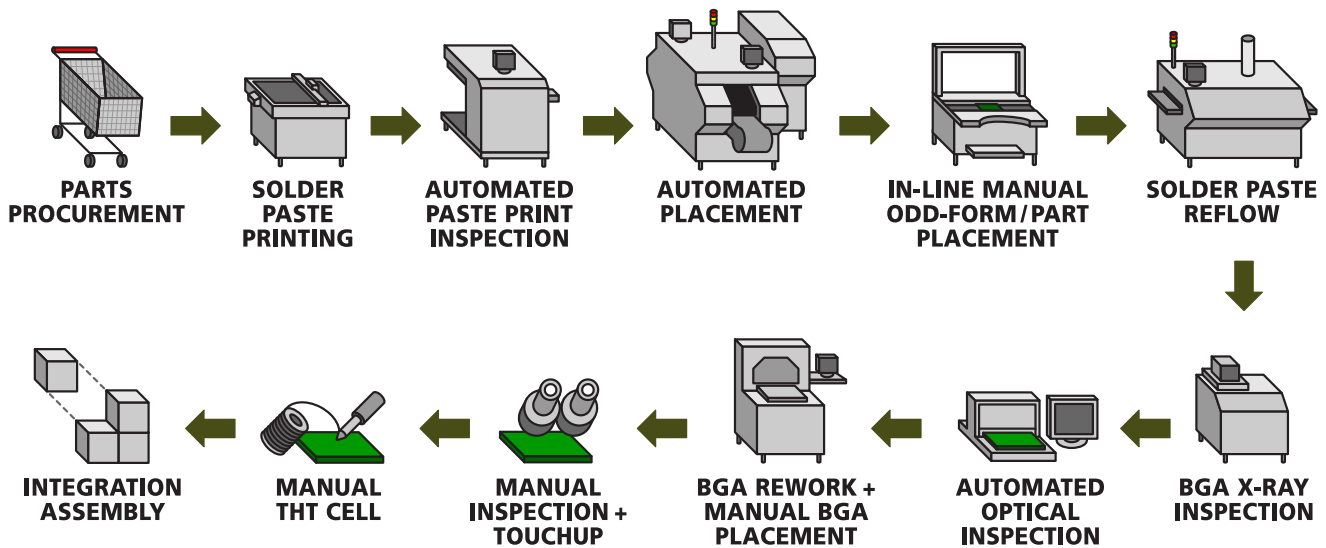 PARTS
PROCUREMENT
SOLDER
PASTE
PRINTING
AUTOMATED
PASTE PRINT
INSPECTION
AUTOMATED
PLACEMENT
IN-LINE MANUAL
ODD-FORM/PART
PLACEMENT
SOLDER PASTE
REFLOW
BGA X-RAY
INSPECTION
AUTOMATED
OPTICAL
INSPECTION
BGA REWORK +
MANUAL BGA
PLACEMENT
MANUAL
INSPECTION +
TOUCHUP
MANUAL
THT CELL
INTEGRATION
ASSEMBLY